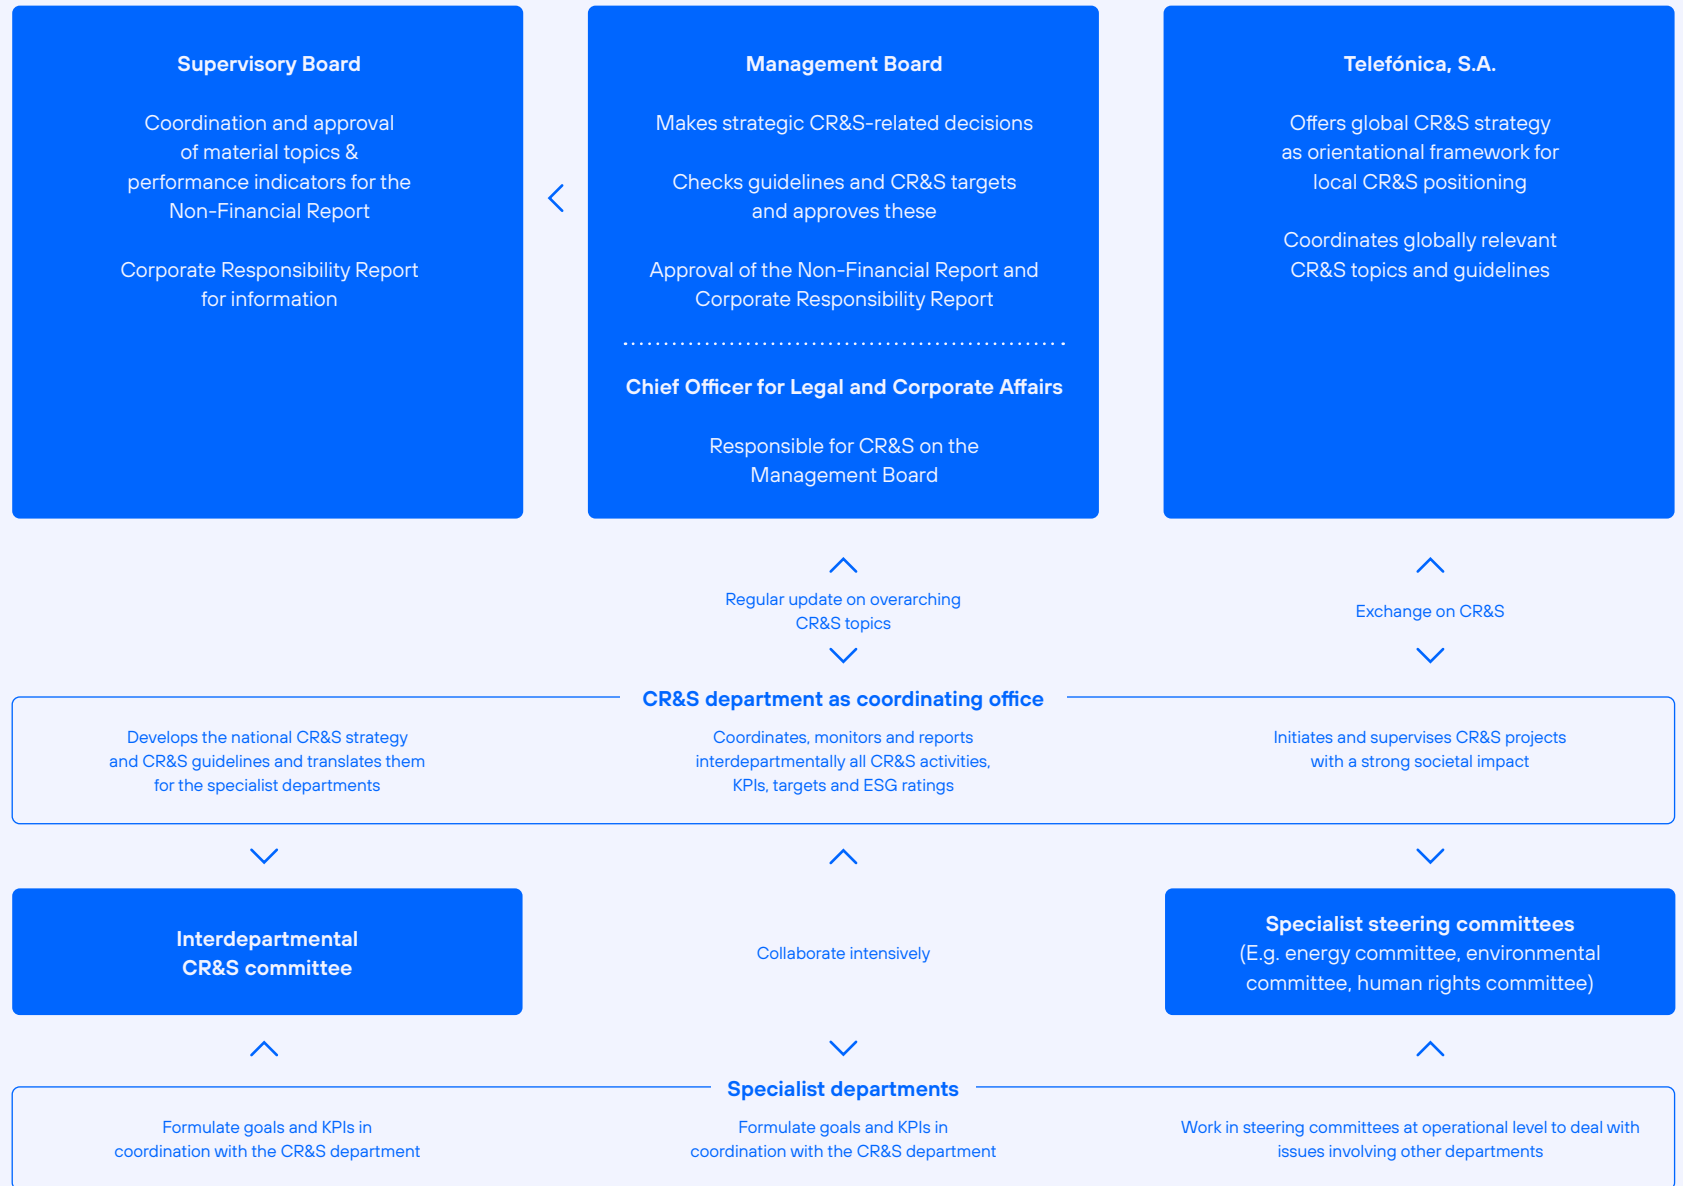 Supervisory Board
Coordination and approval
of material topics &
performance indicators for the
Non-Financial Report
Corporate Responsibility Report
for information
Management Board
Makes strategic CR&S-related decisions
Checks guidelines and CR&S targets
and approves these
Approval of the Non-Financial Report and
Corporate Responsibility Report
Chief Officer for Legal and Corporate Affairs
Responsible for CR&S on the
Management Board
Telefónica, S.A.
Offers global CR&S strategy
as orientational framework for
local CR&S positioning
Coordinates globally relevant
CR&S topics and guidelines
Regular update on overarching
CR&S topics
Exchange on CR&S
CR&S department as coordinating office
Develops the national CR&S strategy
and CR&S guidelines and translates them
for the specialist departments
Coordinates, monitors and reports
interdepartmentally all CR&S activities,
KPIs, targets and ESG ratings
Initiates and supervises CR&S projects
with a strong societal impact
Interdepartmental
CR&S committee
Collaborate intensively
Specialist steering committees
(E.g. energy committee, environmental
committee, human rights committee)
Specialist departments
Formulate goals and KPIs in
coordination with the CR&S department
Formulate goals and KPIs in
coordination with the CR&S department
Work in steering committees at operational level to deal with
issues involving other departments